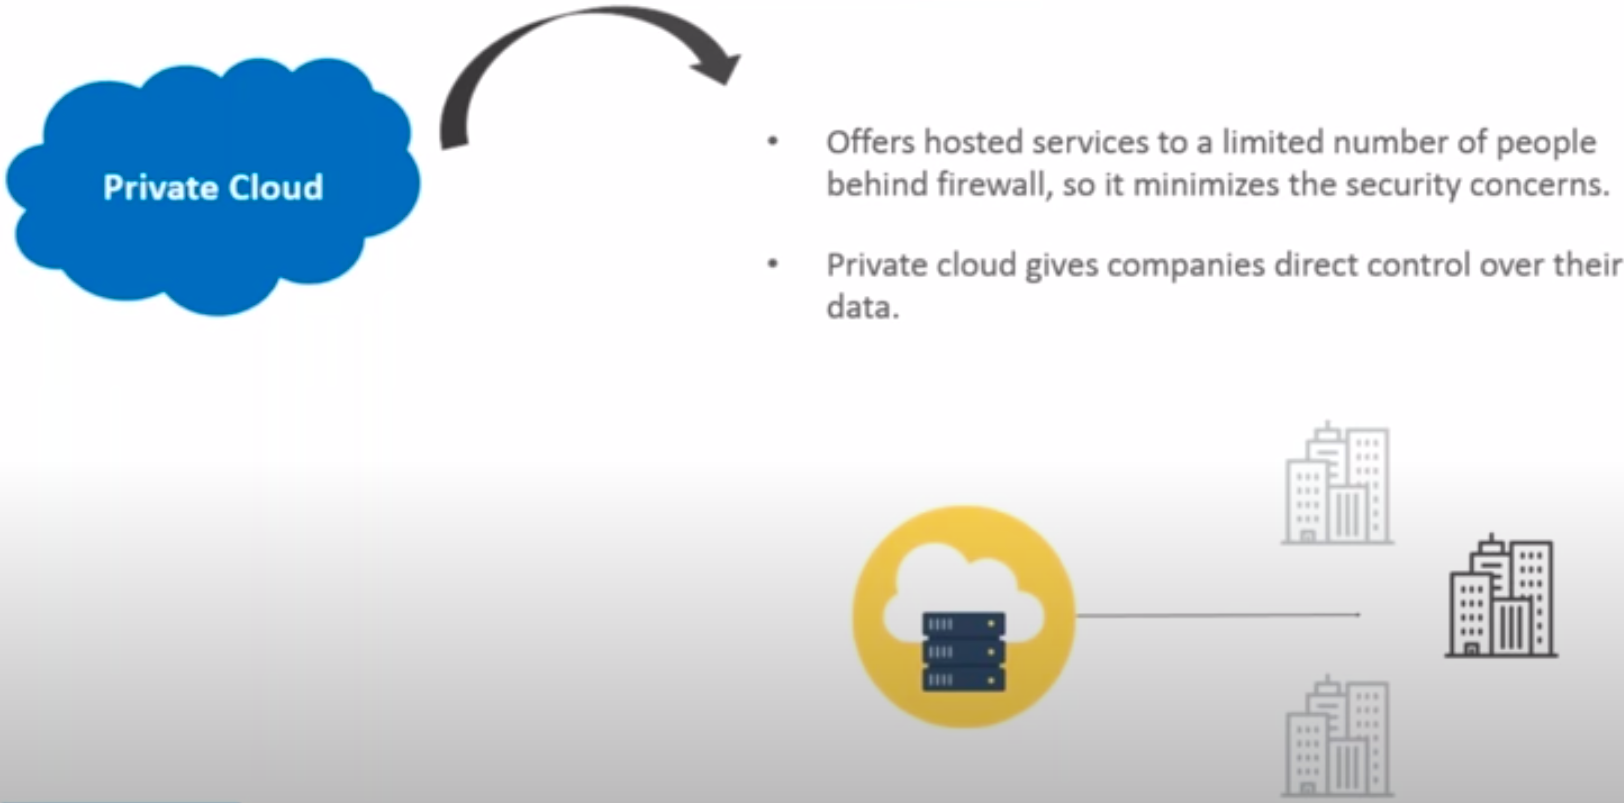 Private Cloud
• Offers hosted services to a limited number of people
behind firewall, so it minimizes the security concerns.
• Private cloud gives companies direct control over their
data.